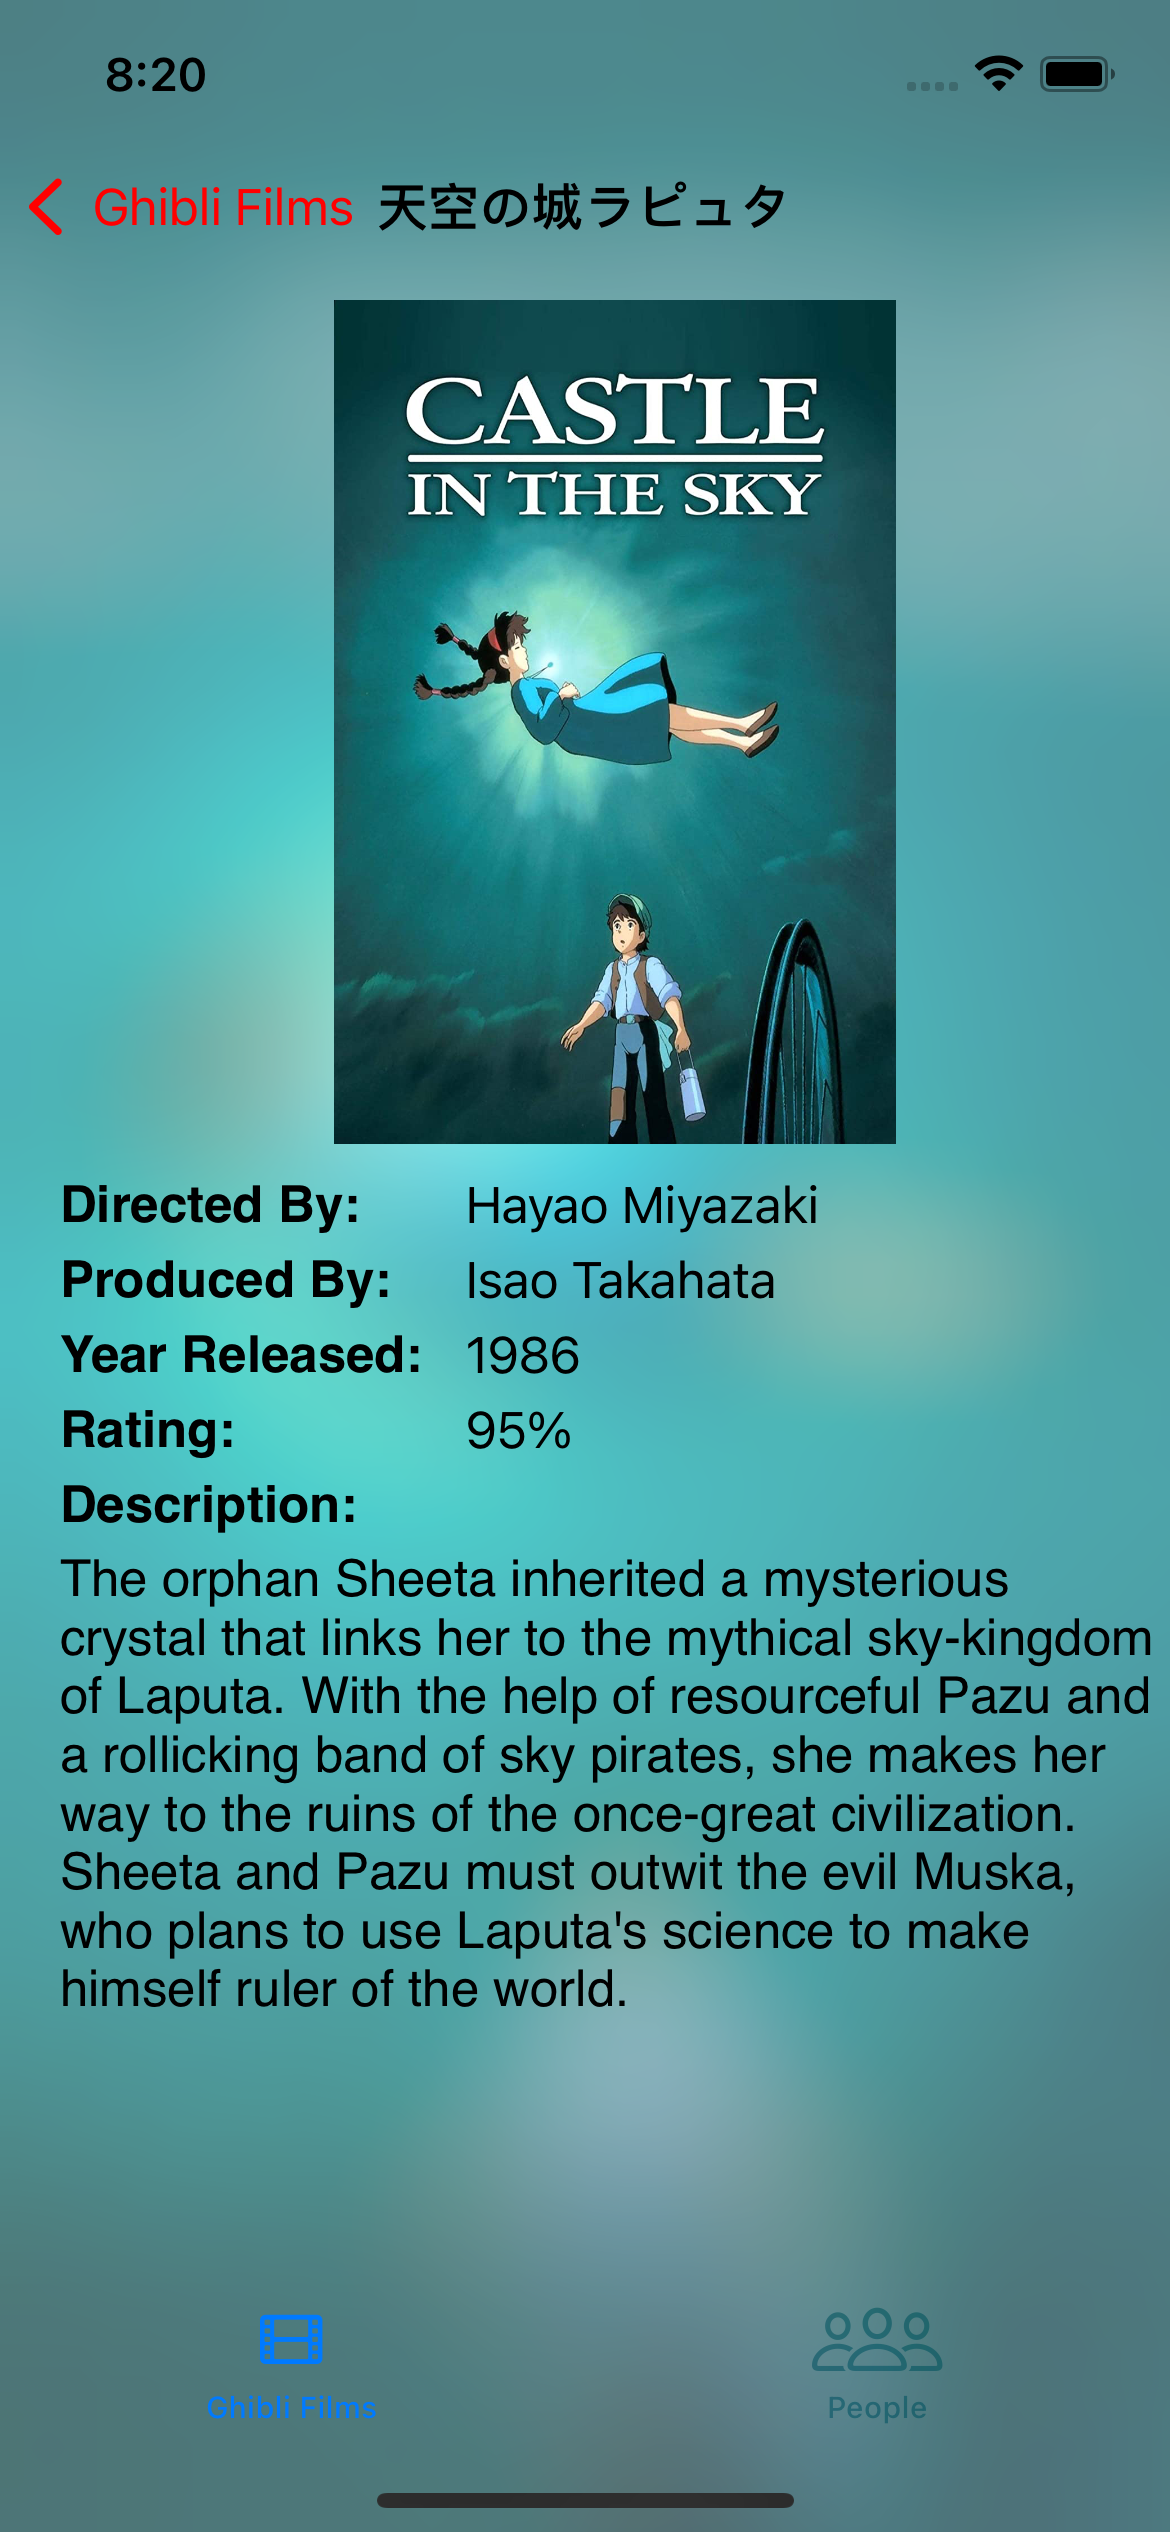 8:20
Ghibli Films 天空の城ラピュタ
CASTLE
IN THE SKY
Directed By: Hayao Miyazaki
Produced By: Isao Takahata
Year Released: 1986
Rating: 95%
Description:
The orphan Sheeta inherited a mysterious
crystal that links her to the mythical sky-kingdom
of Laputa. With the help of resourceful Pazu and
a rollicking band of sky pirates, she makes her
way to the ruins of the once-great civilization.
Sheeta and Pazu must outwit the evil Muska,
who plans to use Laputa's science to make
himself ruler of the world.
Ghibli Films People